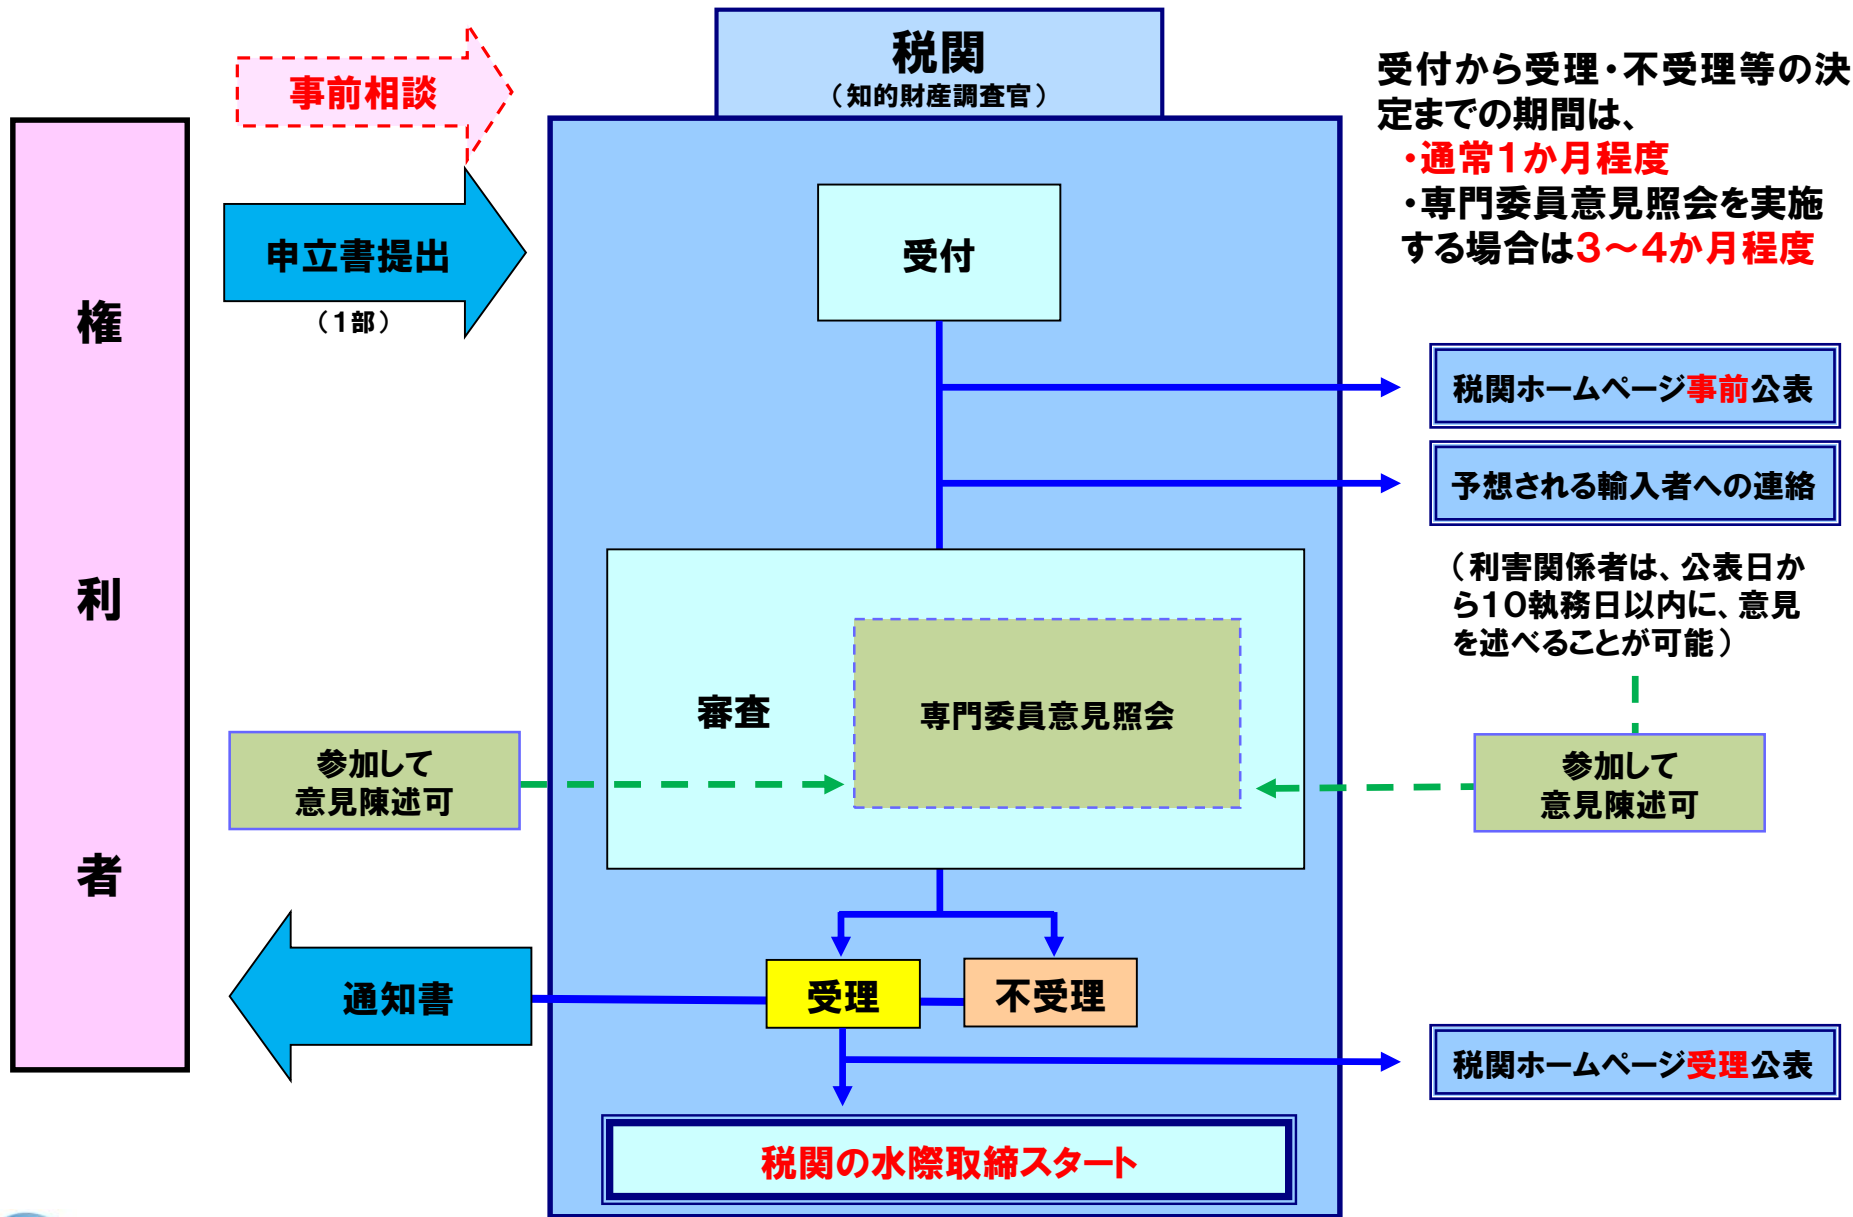 事前相談
税関
（知的財産調査官）
受付から受理・不受理等の決
定までの期間は、
・通常１か月程度
・専門委員意見照会を実施
する場合は３～４か月程度
申立書提出
（１部）
受付
権
利
者
税関ホームページ事前公表
予想される輸入者への連絡
（利害関係者は、公表日か
ら１０執務日以内に、意見
を述べることが可能）
審査
専門委員意見照会
参加して
意見陳述可
参加して
意見陳述可
通知書
受理
不受理
税関ホームページ受理公表
税関の水際取締スタート